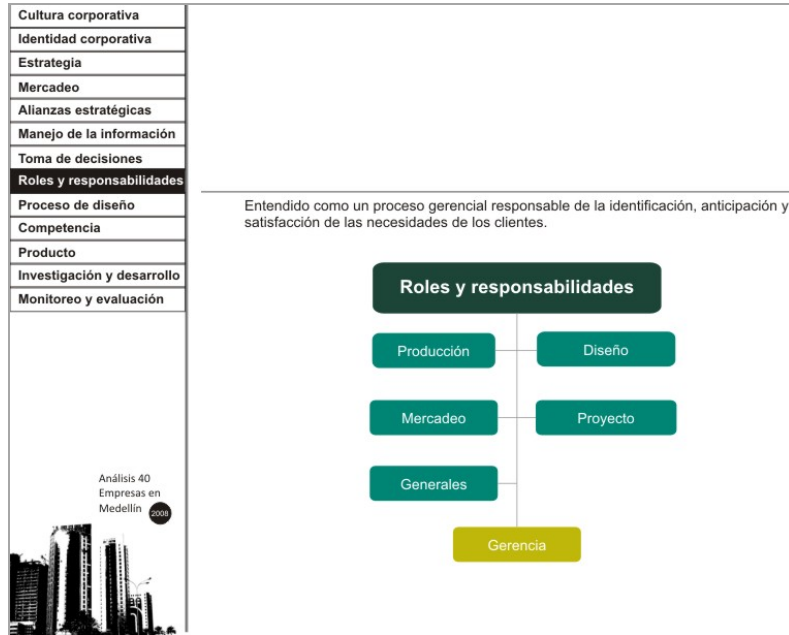 Cultura corporativa
Identidad corporativa
Estrategia
Mercadeo
Alianzas estratégicas
Manejo de la información
Toma de decisiones
Roles y responsabilidades
Proceso de diseño
Competencia
Producto
Investigación y desarrollo
Monitoreo y evaluación
Análisis 40
Empresas en
Medellín 2008
Entendido como un proceso gerencial responsable de la identificación, anticipación y
satisfacción de las necesidades de los clientes.
Roles y responsabilidades
Producción
Diseño
Mercadeo
Proyecto
Generales
Gerencia